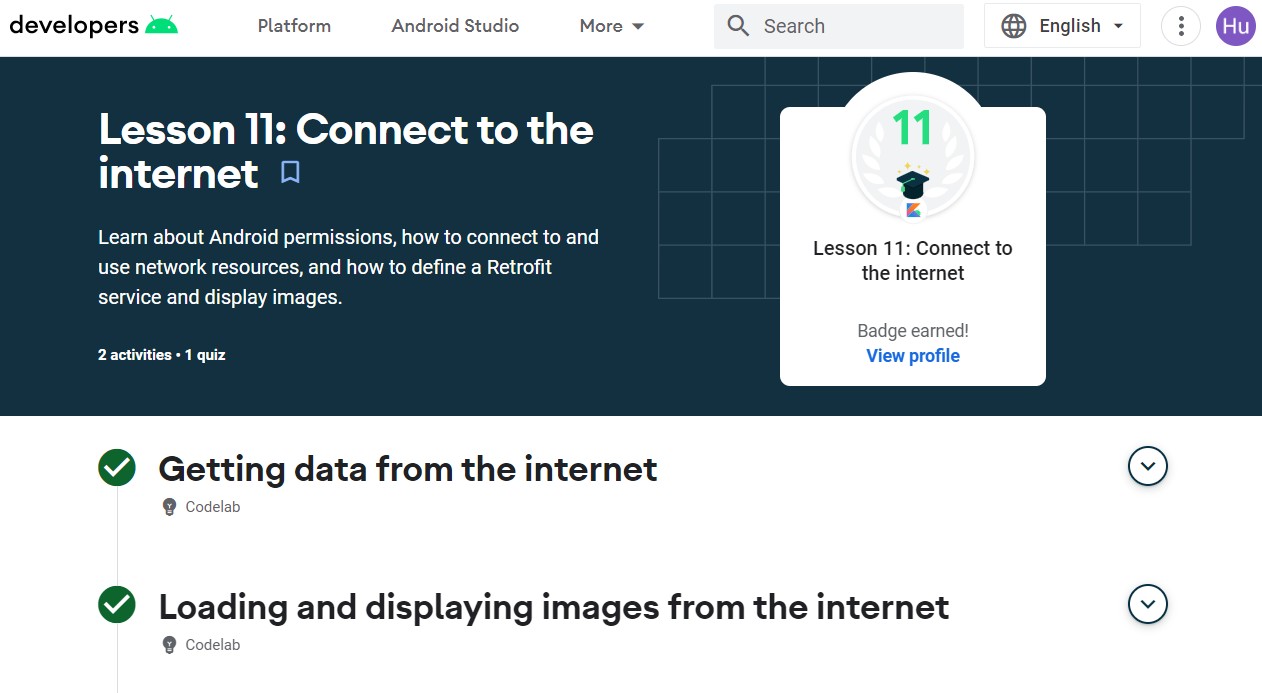 developers
Platform
Android Studio
More
Search
English
Hu
Lesson 11: Connect to the
internet
Learn about Android permissions, how to connect to and
use network resources, and how to define a Retrofit
service and display images.
2 activities • 1 quiz
11
Lesson 11: Connect to
the internet
Badge earned!
View profile
Getting data from the internet
Codelab
Loading and displaying images from the internet
Codelab